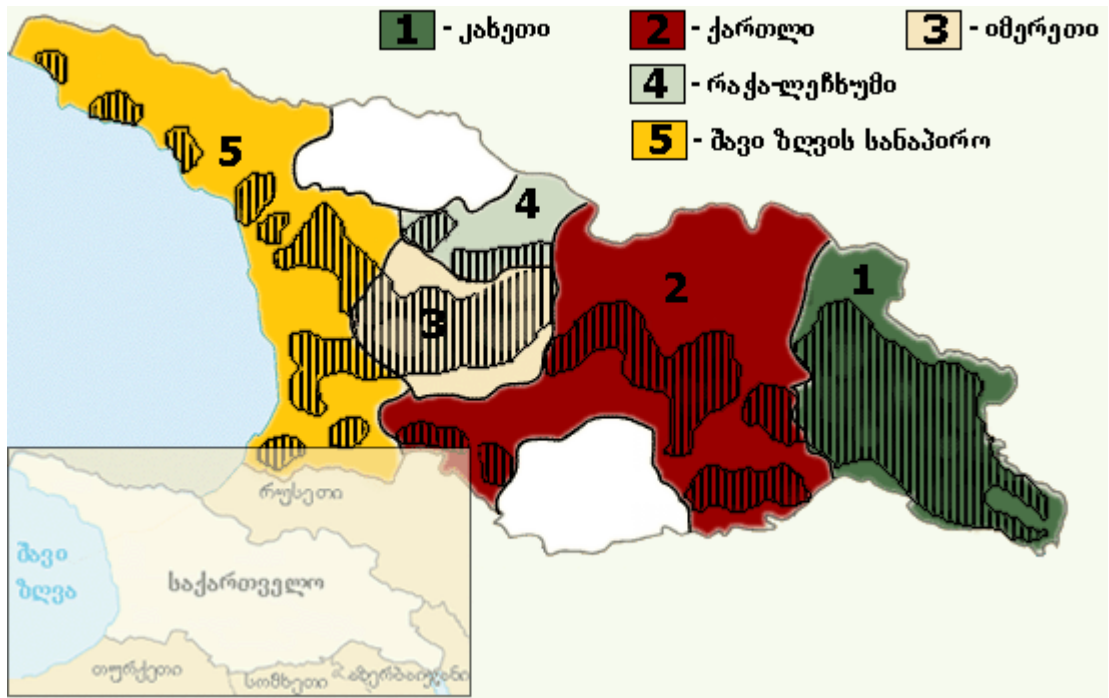 1 - კახეთი
2 - ქართლი
3 - იმერეთი
4 - რაჭა-ლეჩხუმი
5 - შავი ზღვის სანაპირო
5
4
1
2
3
რუსეთი
შავი
ზღვა
საქართველო
თურქეთი
სომხეთი
აზერბაიჯანი